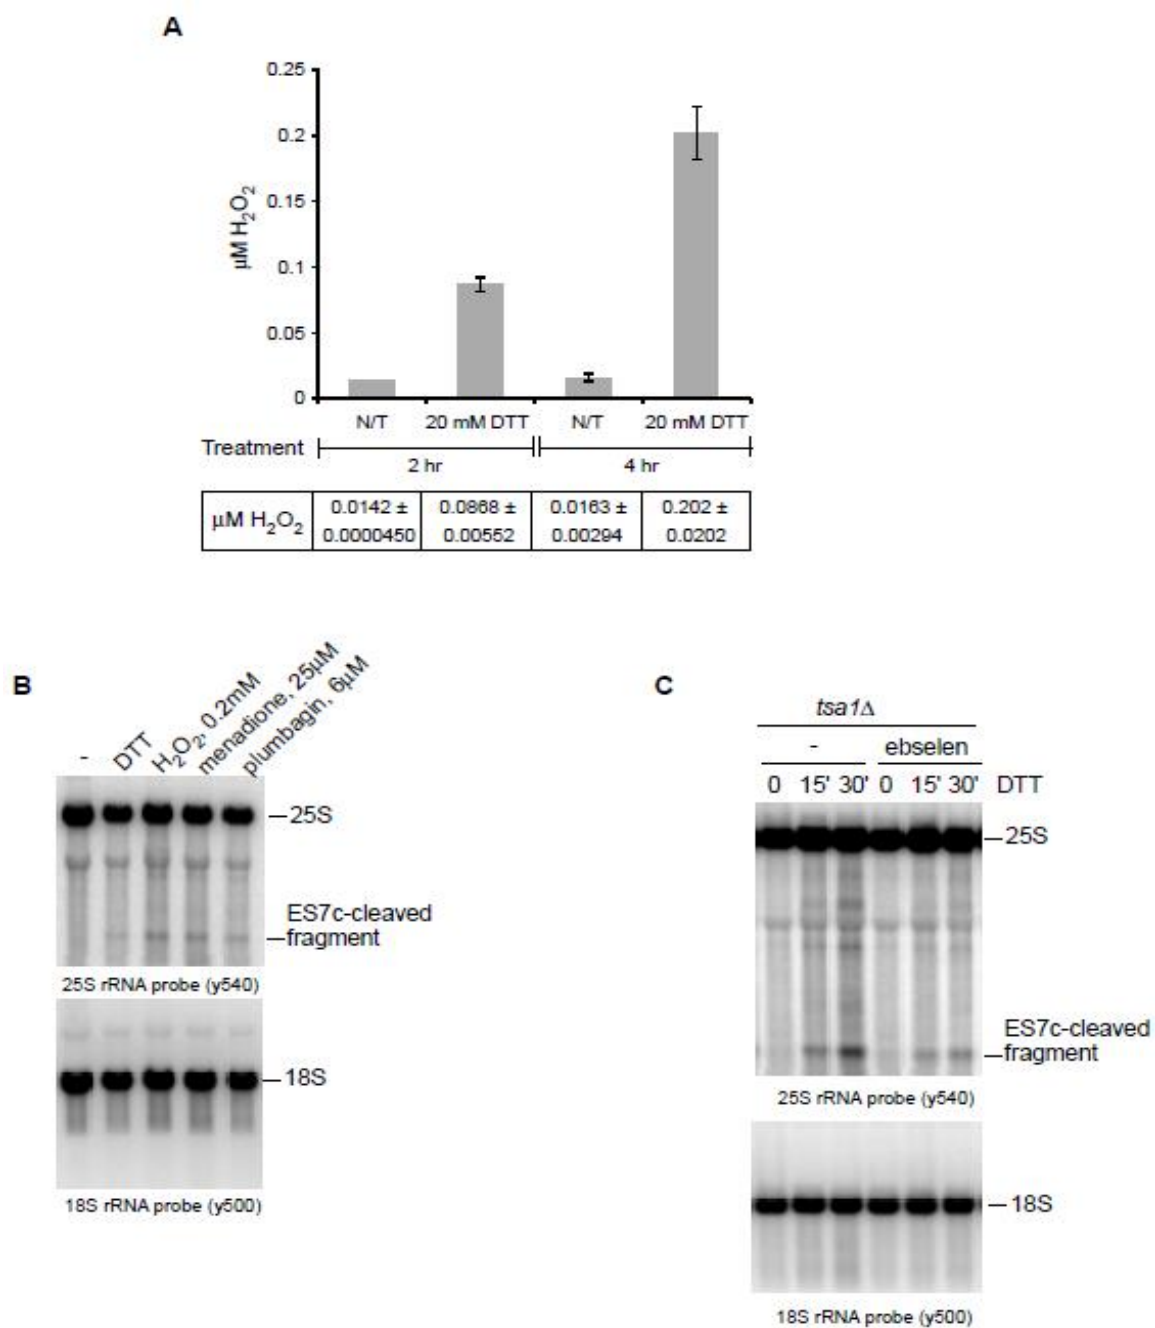 A
0.25
0.2
0.15
0.1
0.05
0
μM H₂O₂
N/T 20 mM DTT N/T 20 mM DTT
Treatment
2 hr 4 hr
μM H₂O₂
0.0142 ± 0.0868 ± 0.0163 ± 0.202 ±
0.0000450 0.00552 0.00294 0.0202
B
-
DTT
H₂O₂, 0.2mM
menadione, 25μM
plumbagin, 6μM
25S
ES7c-cleaved
fragment
25S rRNA probe (y540)
18S
18S rRNA probe (y500)
C
tsa1Δ
- ebselen
0 15' 30' 0 15' 30' DTT
25S
ES7c-cleaved
fragment
25S rRNA probe (y540)
18S
18S rRNA probe (y500)